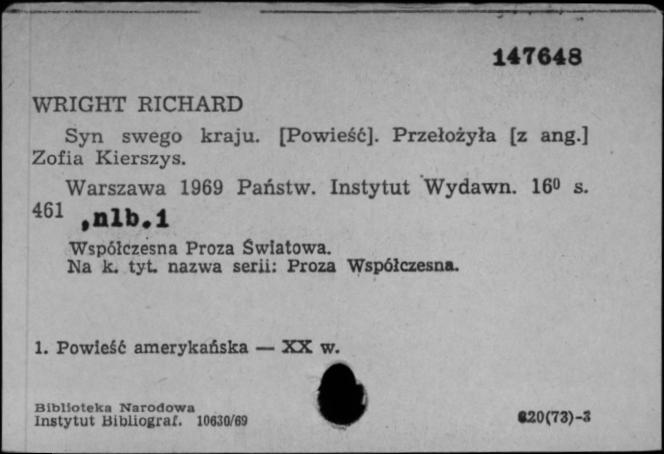 147648
WRIGHT RICHARD
Syn swego kraju. [Powieść]. Przełożyła [z ang.]
Zofia Kierszys.
Warszawa 1969 Państw. Instytut Wydawn. 16⁰ s.
461 ,nlb.1
Współczesna Proza Światowa.
Na k. tyt. nazwa serii: Proza Współczesna.
1. Powieść amerykańska — XX w.
Biblioteka Narodowa
Instytut Bibliograf. 10630/69
820(73)-3